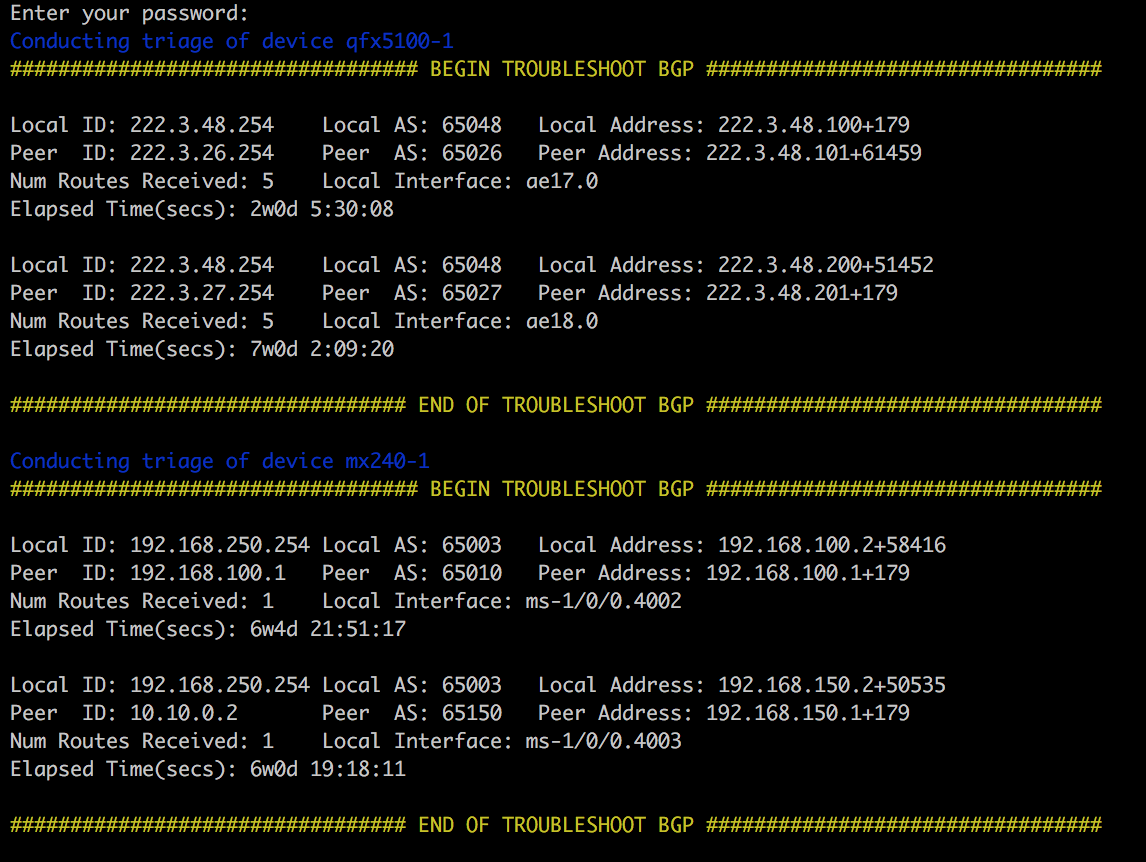 Enter your password:
Conducting triage of device qfx5100-1
################################## BEGIN TROUBLESHOOT BGP #################################
Local ID: 222.3.48.254    Local AS: 65048   Local Address: 222.3.48.100+179
Peer  ID: 222.3.26.254    Peer  AS: 65026   Peer Address: 222.3.48.101+61459
Num Routes Received: 5    Local Interface: ae17.0
Elapsed Time(secs): 2w0d 5:30:08
Local ID: 222.3.48.254    Local AS: 65048   Local Address: 222.3.48.200+51452
Peer  ID: 222.3.27.254    Peer  AS: 65027   Peer Address: 222.3.48.201+179
Num Routes Received: 5    Local Interface: ae18.0
Elapsed Time(secs): 7w0d 2:09:20
################################# END OF TROUBLESHOOT BGP #################################
Conducting triage of device mx240-1
################################## BEGIN TROUBLESHOOT BGP #################################
Local ID: 192.168.250.254 Local AS: 65003   Local Address: 192.168.100.2+58416
Peer  ID: 192.168.100.1   Peer  AS: 65010   Peer Address: 192.168.100.1+179
Num Routes Received: 1    Local Interface: ms-1/0/0.4002
Elapsed Time(secs): 6w4d 21:51:17
Local ID: 192.168.250.254 Local AS: 65003   Local Address: 192.168.150.2+50535
Peer  ID: 10.10.0.2       Peer  AS: 65150   Peer Address: 192.168.150.1+179
Num Routes Received: 1    Local Interface: ms-1/0/0.4003
Elapsed Time(secs): 6w0d 19:18:11
################################# END OF TROUBLESHOOT BGP #################################